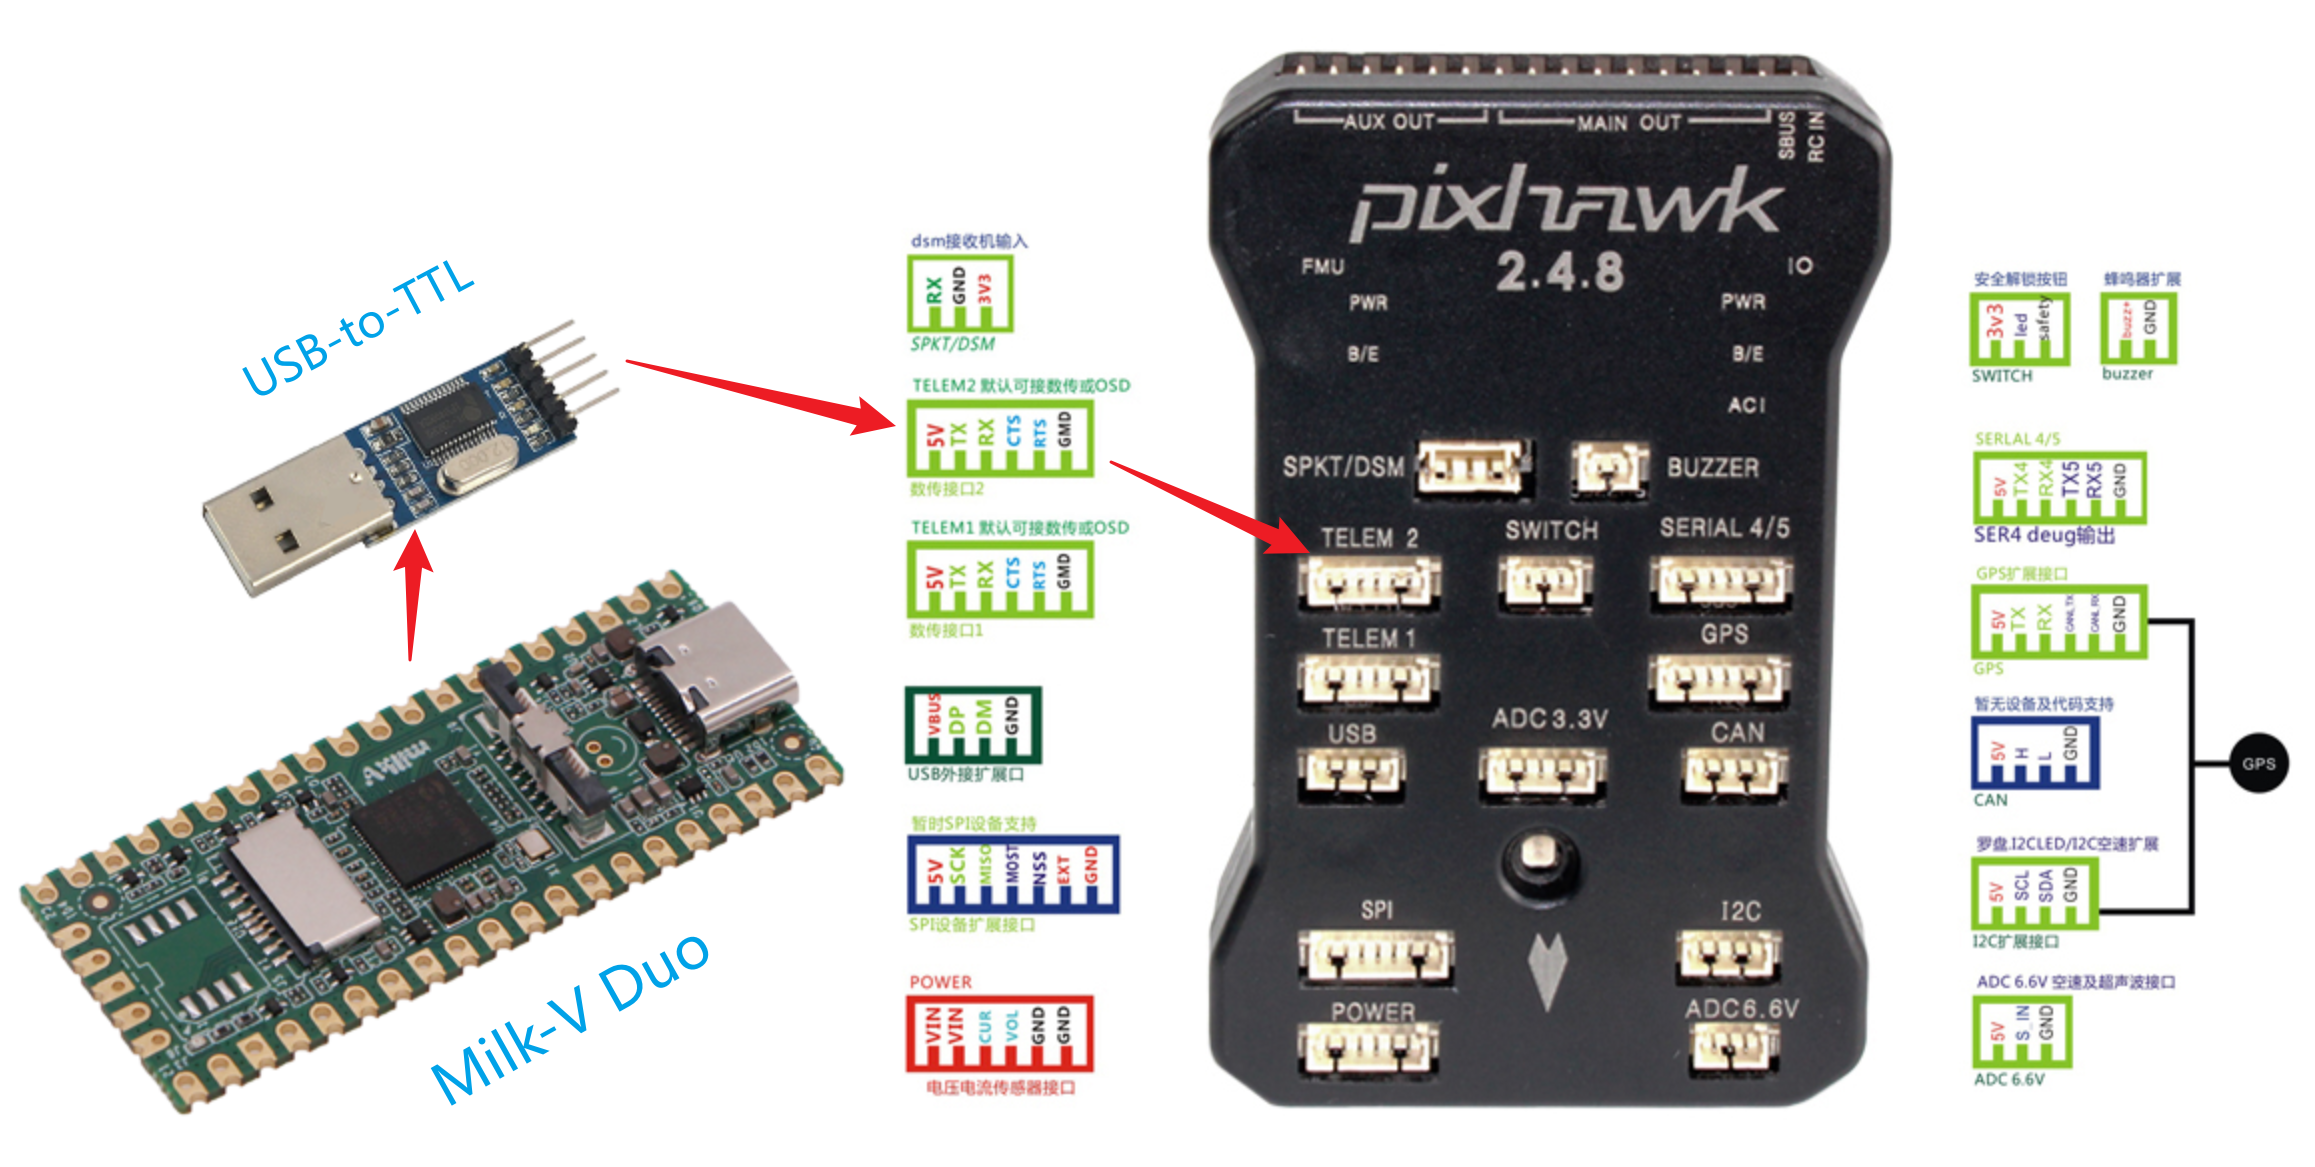 USB-to-TTL
Milk-V Duo
dsm接收机输入
RX
GND
3V3
SPKT/DSM
TELEM2 默认可接数传或OSD
5V
TX
RX
CTS
RTS
GMD
数传接口2
TELEM1 默认可接数传或OSD
5V
TX
RX
CTS
RTS
GMD
数传接口1
VBUS
DP
DM
GND
USB外接扩展口
暂时SPI设备支持
5V
SCK
MISO
MOST
NSS
EXT
GND
SPI设备扩展接口
POWER
VIN
VIN
CUR
VOL
GND
GND
电压电流传感器接口
AUX OUT
MAIN OUT
SBUS
RC IN
pixhawk
2.4.8
FMU
IO
PWR
PWR
B/E
B/E
ACI
SPKT/DSM
BUZZER
TELEM 2
SWITCH
SERIAL 4/5
TELEM 1
GPS
USB
ADC 3.3V
CAN
SPI
I2C
POWER
ADC 6.6V
安全解锁按钮
3v3
led
safety
SWITCH
蜂鸣器扩展
buzz+
GND
buzzer
SERLAL 4/5
5V
TX4
RX4
TX5
RX5
GND
SER4 deug输出
GPS扩展接口
5V
TX
RX
CANL TX
CANL RX
GND
GPS
暂无设备及代码支持
5V
H
L
GND
CAN
GPS
罗盘.I2CLED/I2C空速扩展
5V
SCL
SDA
GND
I2C扩展接口
ADC 6.6V 空速及超声波接口
5V
S_IN
GND
ADC 6.6V